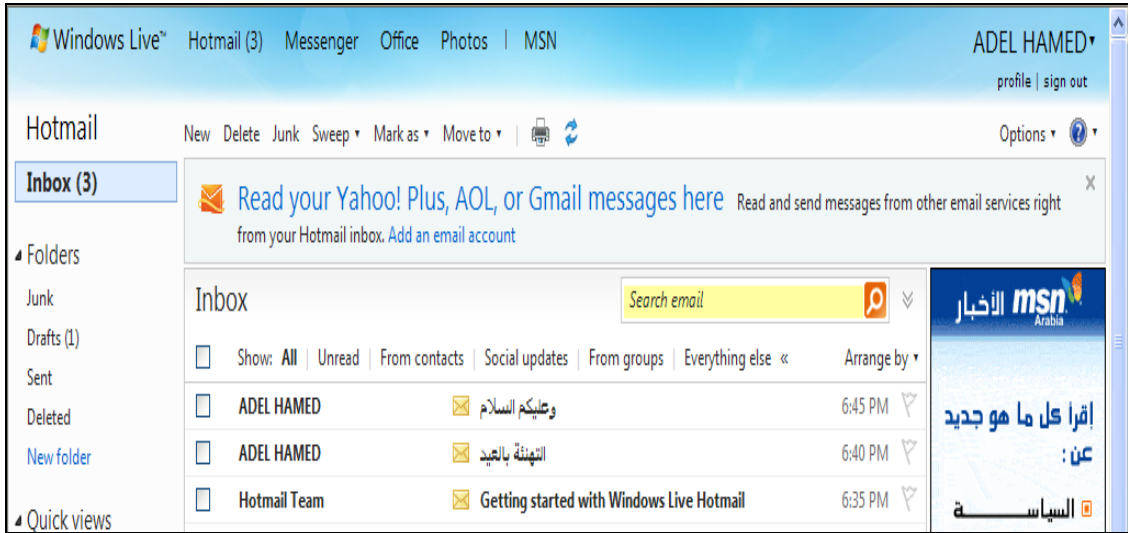 Windows Live™ Hotmail (3) Messenger Office Photos | MSN ADEL HAMED
profile | sign out
Hotmail New Delete Junk Sweep Mark as Move to | Options
Inbox (3)
Read your Yahoo! Plus, AOL, or Gmail messages here Read and send messages from other email services right
from your Hotmail inbox. Add an email account
Folders
Junk
Drafts (1)
Sent
Deleted
New folder
Quick views
Inbox Search email
Show: All | Unread | From contacts | Social updates | From groups | Everything else « Arrange by
ADEL HAMED وعليكم السلام 6:45 PM
ADEL HAMED التهنئة بالعيد 6:40 PM
Hotmail Team Getting started with Windows Live Hotmail 6:35 PM
msn الأخبار
Arabia
إقرأ كل ما هو جديد
عن :
السياســـــــــة